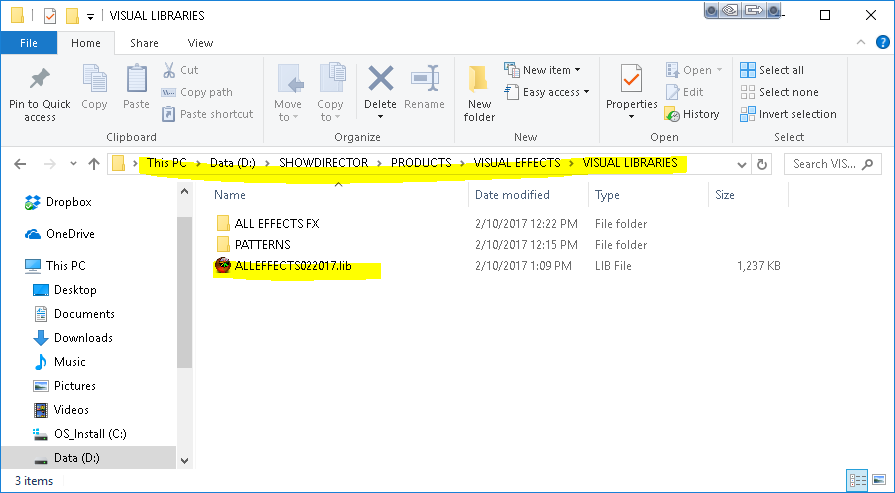 VISUAL LIBRARIES
File Home Share View
Pin to Quick access
Copy
Paste
Cut
Copy path
Paste shortcut
Clipboard
Move to
Copy to
Delete
Rename
Organize
New folder
New item
Easy access
New
Properties
Open
Edit
History
Open
Select all
Select none
Invert selection
Select
This PC Data (D:) SHOWDIRECTOR PRODUCTS VISUAL EFFECTS VISUAL LIBRARIES
Search VIS...
Name Date modified Type Size
Dropbox
OneDrive
This PC
Desktop
Documents
Downloads
Music
Pictures
Videos
OS_Install (C:)
Data (D:)
ALL EFFECTS FX 2/10/2017 12:22 PM File folder
PATTERNS 2/10/2017 12:15 PM File folder
ALLEFFECTS022017.lib 2/10/2017 1:09 PM LIB File 1,237 KB
3 items